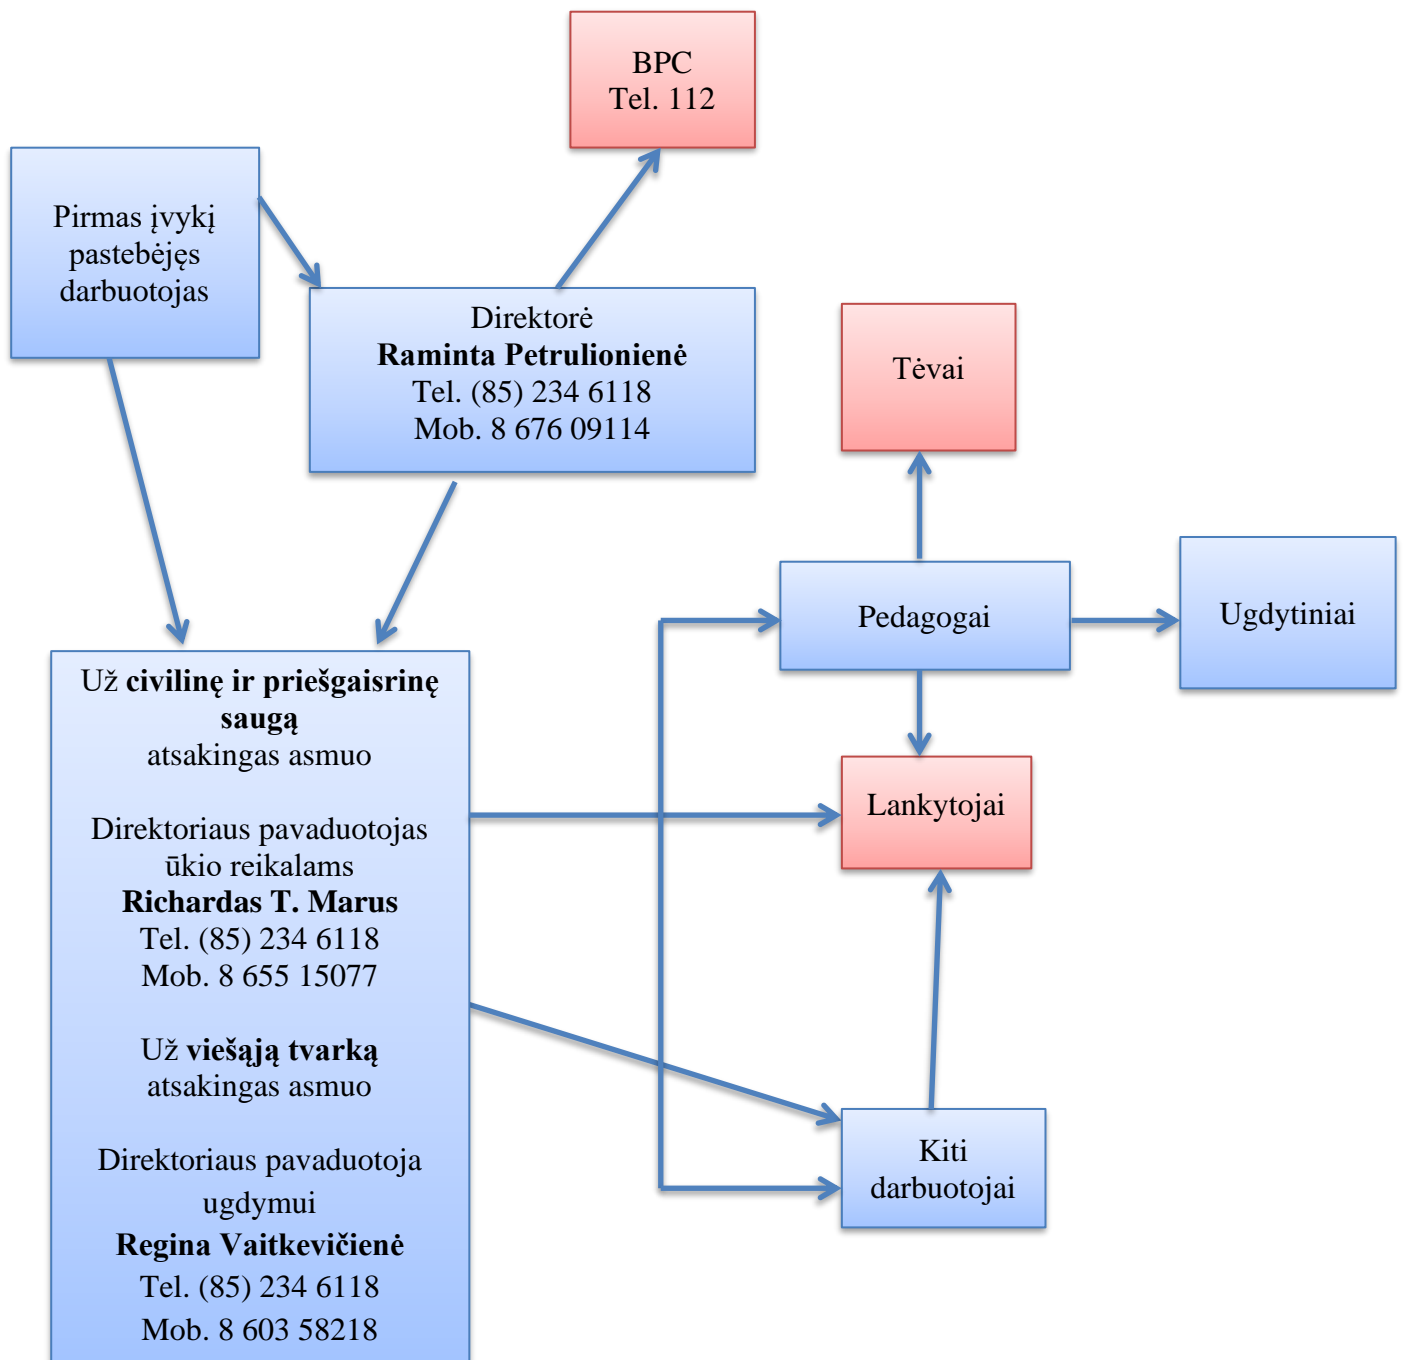 BPC
Tel. 112
Pirmas įvykį
pastebėjęs
darbuotojas
Direktorė
Raminta Petrulionienė
Tel. (85) 234 6118
Mob. 8 676 09114
Tėvai
Pedagogai
Ugdytiniai
Už civilinę ir priešgaisrinę
saugą
atsakingas asmuo
Direktoriaus pavaduotojas
ūkio reikalams
Richardas T. Marus
Tel. (85) 234 6118
Mob. 8 655 15077
Už viešąją tvarką
atsakingas asmuo
Direktoriaus pavaduotoja
ugdymui
Regina Vaitkevičienė
Tel. (85) 234 6118
Mob. 8 603 58218
Lankytojai
Kiti
darbuotojai